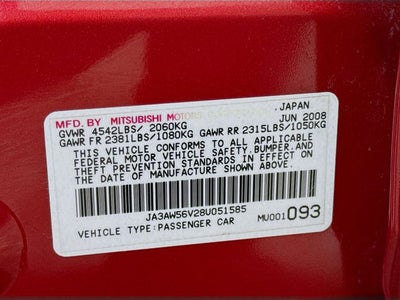 JAPAN
MFD. BY MITSUBISHI MOTORS
JUN 2008
GVWR 4542LBS/ 2060KG
GAWR FR 2381LBS/1080KG GAWR RR 2315LBS/1050KG
THIS VEHICLE CONFORMS TO ALL APPLICABLE
FEDERAL MOTOR VEHICLE SAFETY,BUMPER,AND
THEFT PREVENTION STANDARDS IN EFFECT ON
THE DATE OF MANUFACTURE SHOWN ABOVE.
JA3AW56V28U051585
MU001093
VEHICLE TYPE:PASSENGER CAR